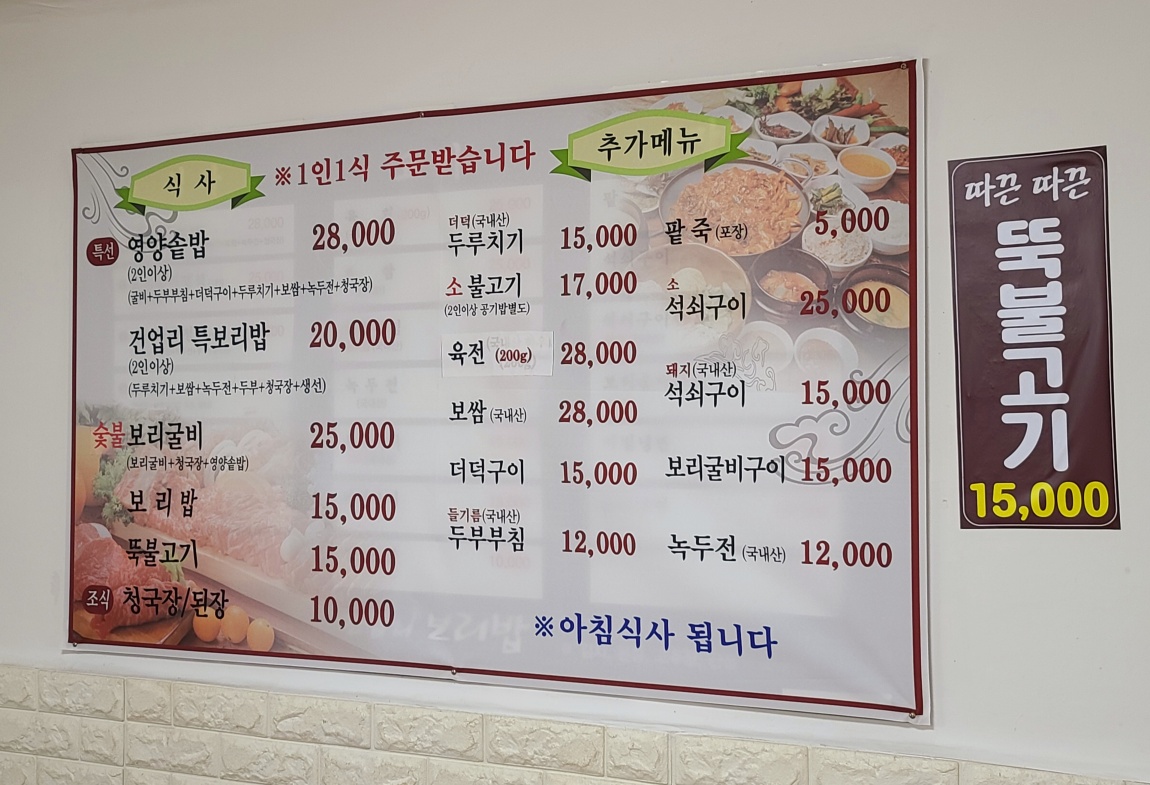 식 사
※1인1식 주문받습니다
추가메뉴
특선 영양솥밥 28,000
(2인이상)
(굴비+두부부침+더덕구이+두루치기+보쌈+녹두전+청국장)
건업리 특보리밥 20,000
(2인이상)
(두루치기+보쌈+녹두전+두부+청국장+생선)
숯불 보리굴비 25,000
(보리굴비+청국장+영양솥밥)
보 리 밥 15,000
뚝불고기 15,000
조식 청국장/된장 10,000
더덕(국내산)
두루치기 15,000
소 불고기 17,000
(2인이상 공기밥별도)
육전 (200g) 28,000
보쌈 (국내산) 28,000
더덕구이 15,000
들기름(국내산)
두부부침 12,000
팥 죽 (포장) 5,000
소
석쇠구이 25,000
돼지(국내산)
석쇠구이 15,000
보리굴비구이 15,000
녹두전 (국내산) 12,000
※아침식사 됩니다
따끈 따끈
뚝불고기
15,000